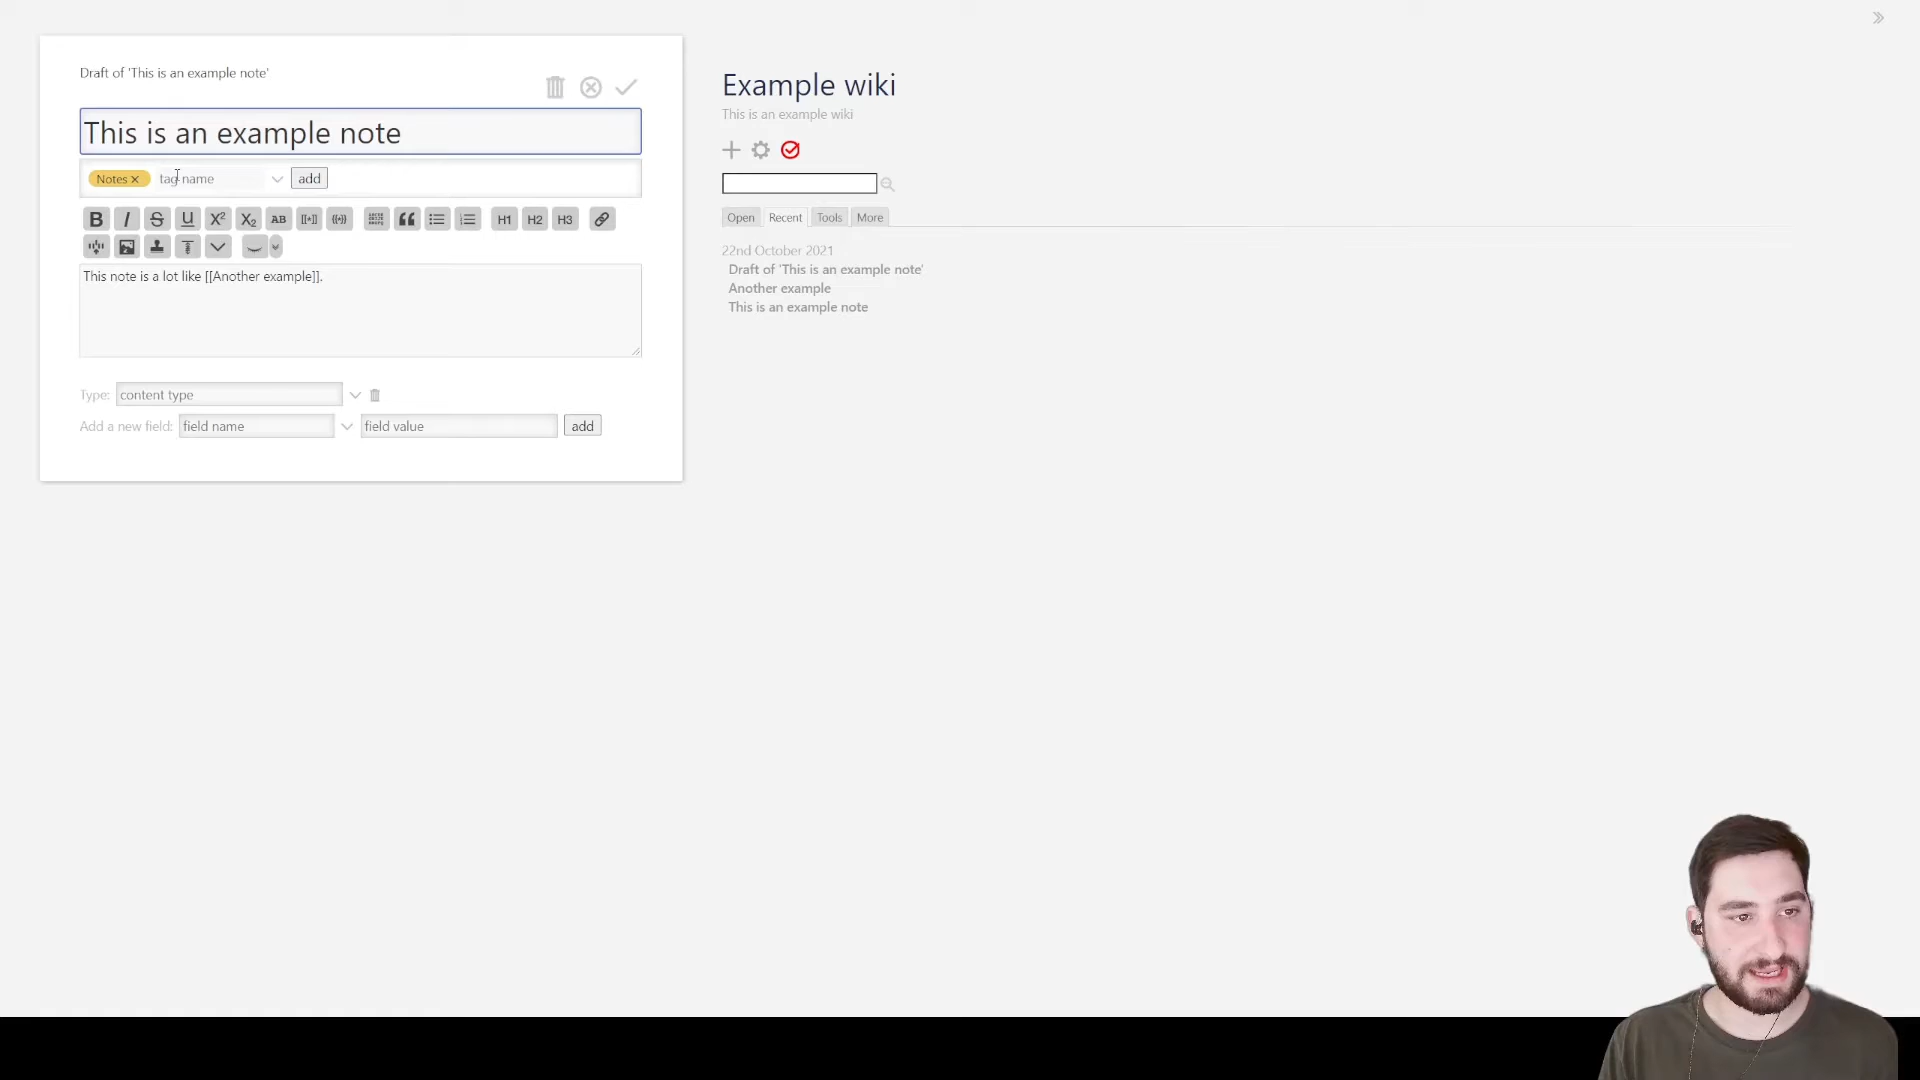 Draft of 'This is an example note'
This is an example note
Notes × tag name add
B I S U X² X₂ AB [[•]] {{•}} H1 H2 H3
This note is a lot like [[Another example]].
Type: content type
Add a new field: field name field value add
Example wiki
This is an example wiki
Open Recent Tools More
22nd October 2021
Draft of 'This is an example note'
Another example
This is an example note